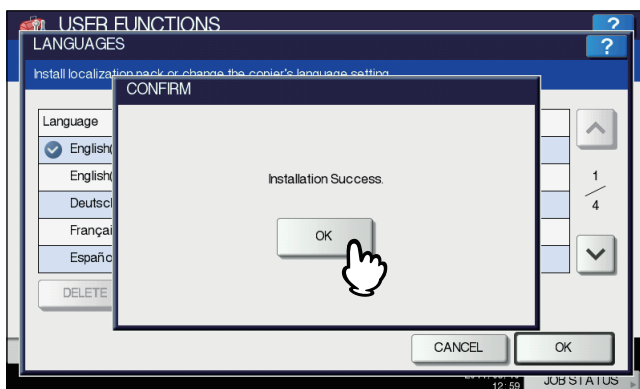 USER FUNCTIONS
?
LANGUAGES
?
Install localization pack or change the copier's language setting
CONFIRM
Language
English(
English(
Deutsc
Françai
Españo
Installation Success.
OK
1
4
DELETE
CANCEL
OK
12:59
JOB STATUS